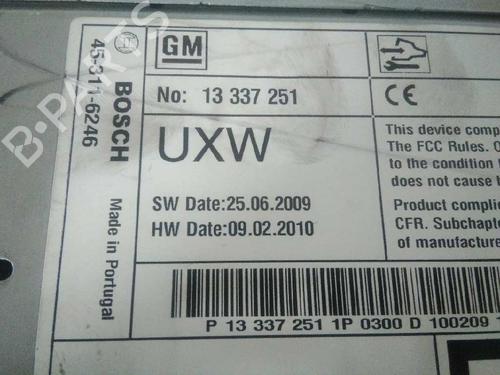 GM
No: 13 337 251
UXW
SW Date:25.06.2009
HW Date:09.02.2010
CE
This device comp
The FCC Rules. O
to the condition
does not cause
Product complie
CFR. Subchapte
of manufacture
P 13 337 251 1P 0300 D 100209
45-311-6246
BOSCH
Made in Portugal
B-PARTS